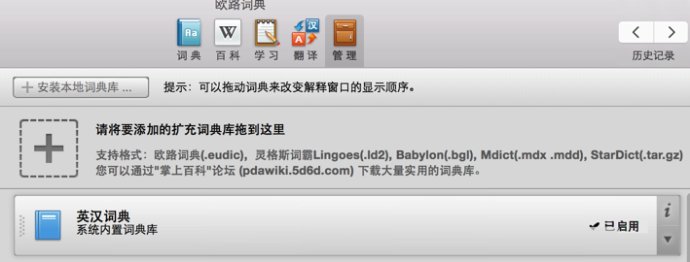 欧路词典
词典 百科 学习 翻译 管理 历史记录
+ 安装本地词典库 ... 提示：可以拖动词典来改变解释窗口的显示顺序。
请将要添加的扩充词典库拖到这里
支持格式：欧路词典(.eudic), 灵格斯词霸Lingoes(.ld2), Babylon(.bgl), Mdict(.mdx .mdd), StarDict(.tar.gz)
您可以通过"掌上百科"论坛 (pdawiki.5d6d.com) 下载大量实用的词典库。
英汉词典
系统内置词典库 已启用